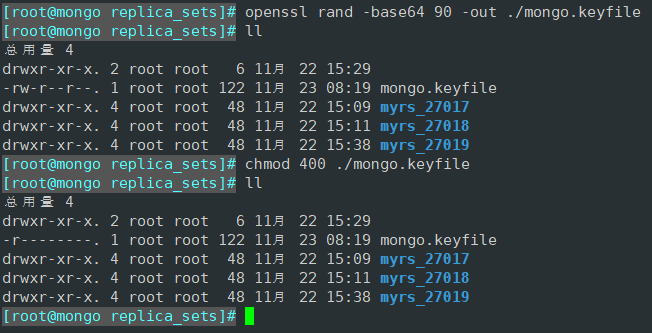 [root@mongo replica_sets]# openssl rand -base64 90 -out ./mongo.keyfile
[root@mongo replica_sets]# ll
总用量 4
drwxr-xr-x. 2 root root   6 11月  22 15:29
-rw-r--r--. 1 root root 122 11月  23 08:19 mongo.keyfile
drwxr-xr-x. 4 root root  48 11月  22 15:09 myrs_27017
drwxr-xr-x. 4 root root  48 11月  22 15:11 myrs_27018
drwxr-xr-x. 4 root root  48 11月  22 15:38 myrs_27019
[root@mongo replica_sets]# chmod 400 ./mongo.keyfile
[root@mongo replica_sets]# ll
总用量 4
drwxr-xr-x. 2 root root   6 11月  22 15:29
-r--------. 1 root root 122 11月  23 08:19 mongo.keyfile
drwxr-xr-x. 4 root root  48 11月  22 15:09 myrs_27017
drwxr-xr-x. 4 root root  48 11月  22 15:11 myrs_27018
drwxr-xr-x. 4 root root  48 11月  22 15:38 myrs_27019
[root@mongo replica_sets]#